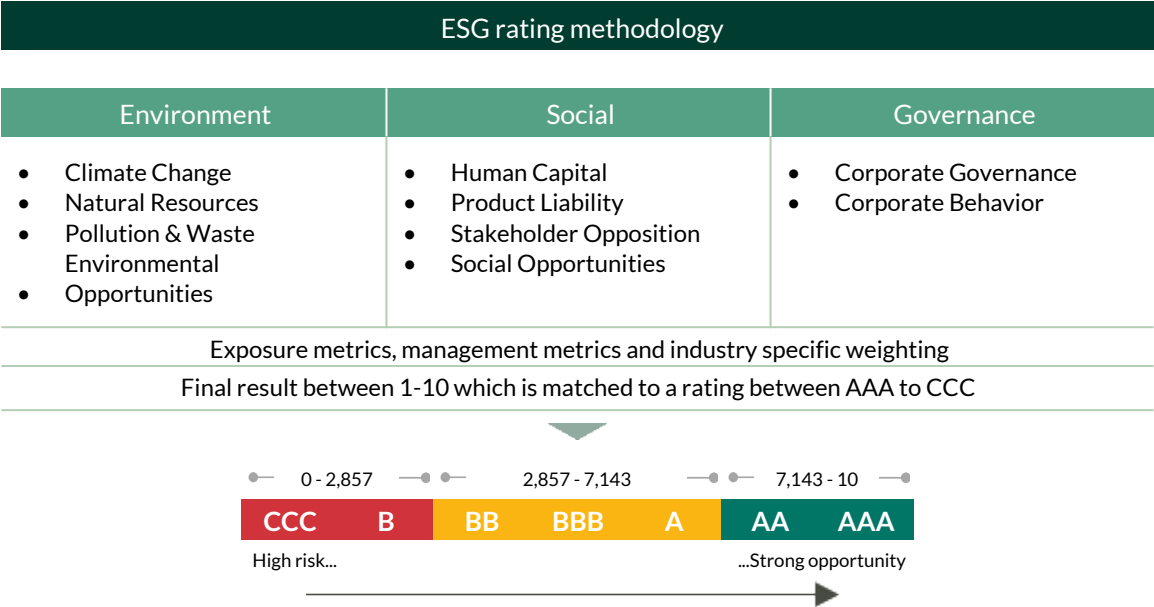 ESG rating methodology
Environment
Social
Governance
• Climate Change
• Natural Resources
• Pollution & Waste
Environmental
• Opportunities
• Human Capital
• Product Liability
• Stakeholder Opposition
• Social Opportunities
• Corporate Governance
• Corporate Behavior
Exposure metrics, management metrics and industry specific weighting
Final result between 1-10 which is matched to a rating between AAA to CCC
0 - 2,857
2,857 - 7,143
7,143 - 10
CCC B BB BBB A AA AAA
High risk...
...Strong opportunity